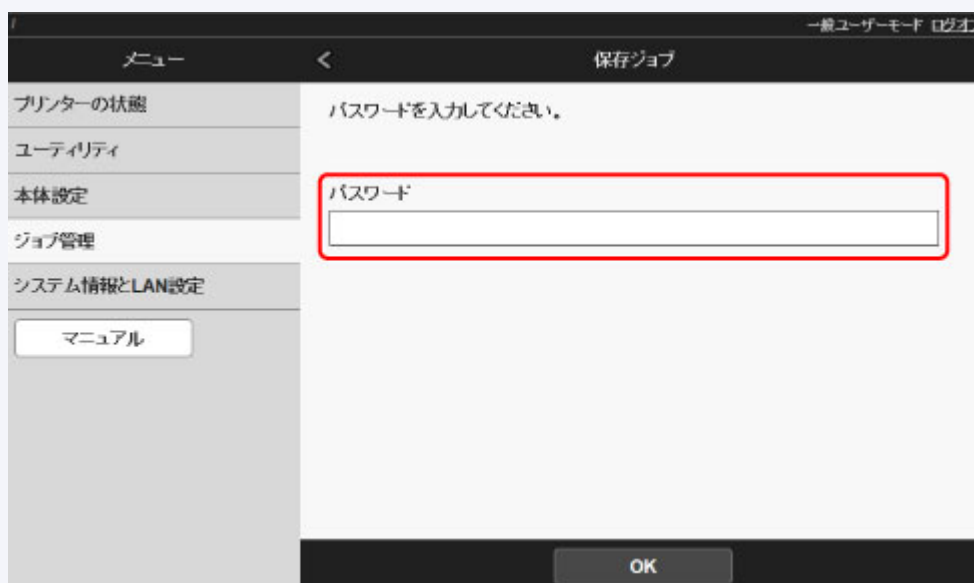 一般ユーザーモード ログオフ
メニュー
< 保存ジョブ
プリンターの状態
ユーティリティ
本体設定
ジョブ管理
システム情報とLAN設定
マニュアル
パスワードを入力してください。
パスワード
OK